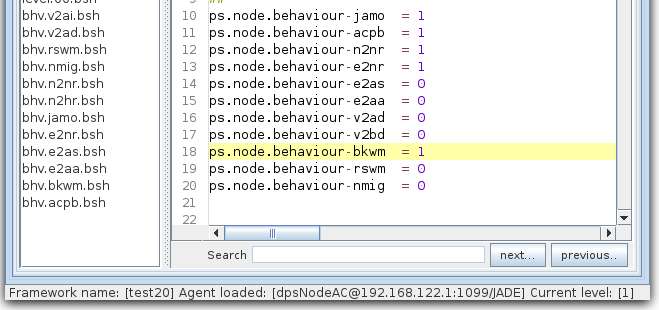 level.00.bsh
bhv.v2ai.bsh
bhv.v2ad.bsh
bhv.rswm.bsh
bhv.nmig.bsh
bhv.n2nr.bsh
bhv.n2hr.bsh
bhv.jamo.bsh
bhv.e2nr.bsh
bhv.e2as.bsh
bhv.e2aa.bsh
bhv.bkwm.bsh
bhv.acpb.bsh
9 ##
10 ps.node.behaviour-jamo = 1
11 ps.node.behaviour-acpb = 1
12 ps.node.behaviour-n2nr = 1
13 ps.node.behaviour-e2nr = 1
14 ps.node.behaviour-e2as = 0
15 ps.node.behaviour-e2aa = 0
16 ps.node.behaviour-v2ad = 0
17 ps.node.behaviour-v2bd = 0
18 ps.node.behaviour-bkwm = 1
19 ps.node.behaviour-rswm = 0
20 ps.node.behaviour-nmig = 0
21
22
Search next... previous..
Framework name: [test20] Agent loaded: [dpsNodeAC@192.168.122.1:1099/JADE] Current level: [1]